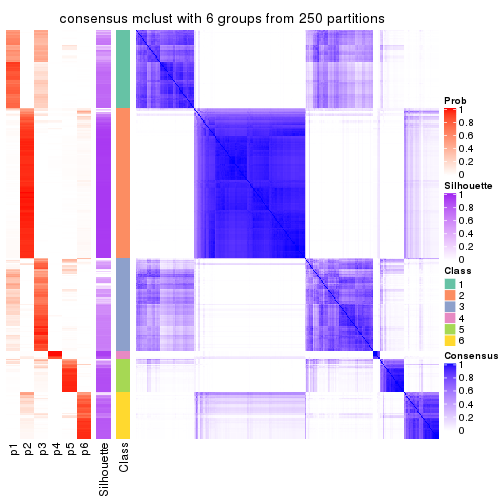 consensus mclust with 6 groups from 250 partitions
Prob
1
0.8
0.6
0.4
0.2
0
Silhouette
1
0.8
0.6
0.4
0.2
0
Class
1
2
3
4
5
6
Consensus
1
0.8
0.6
0.4
0.2
0
p1
p2
p3
p4
p5
p6
Silhouette
Class